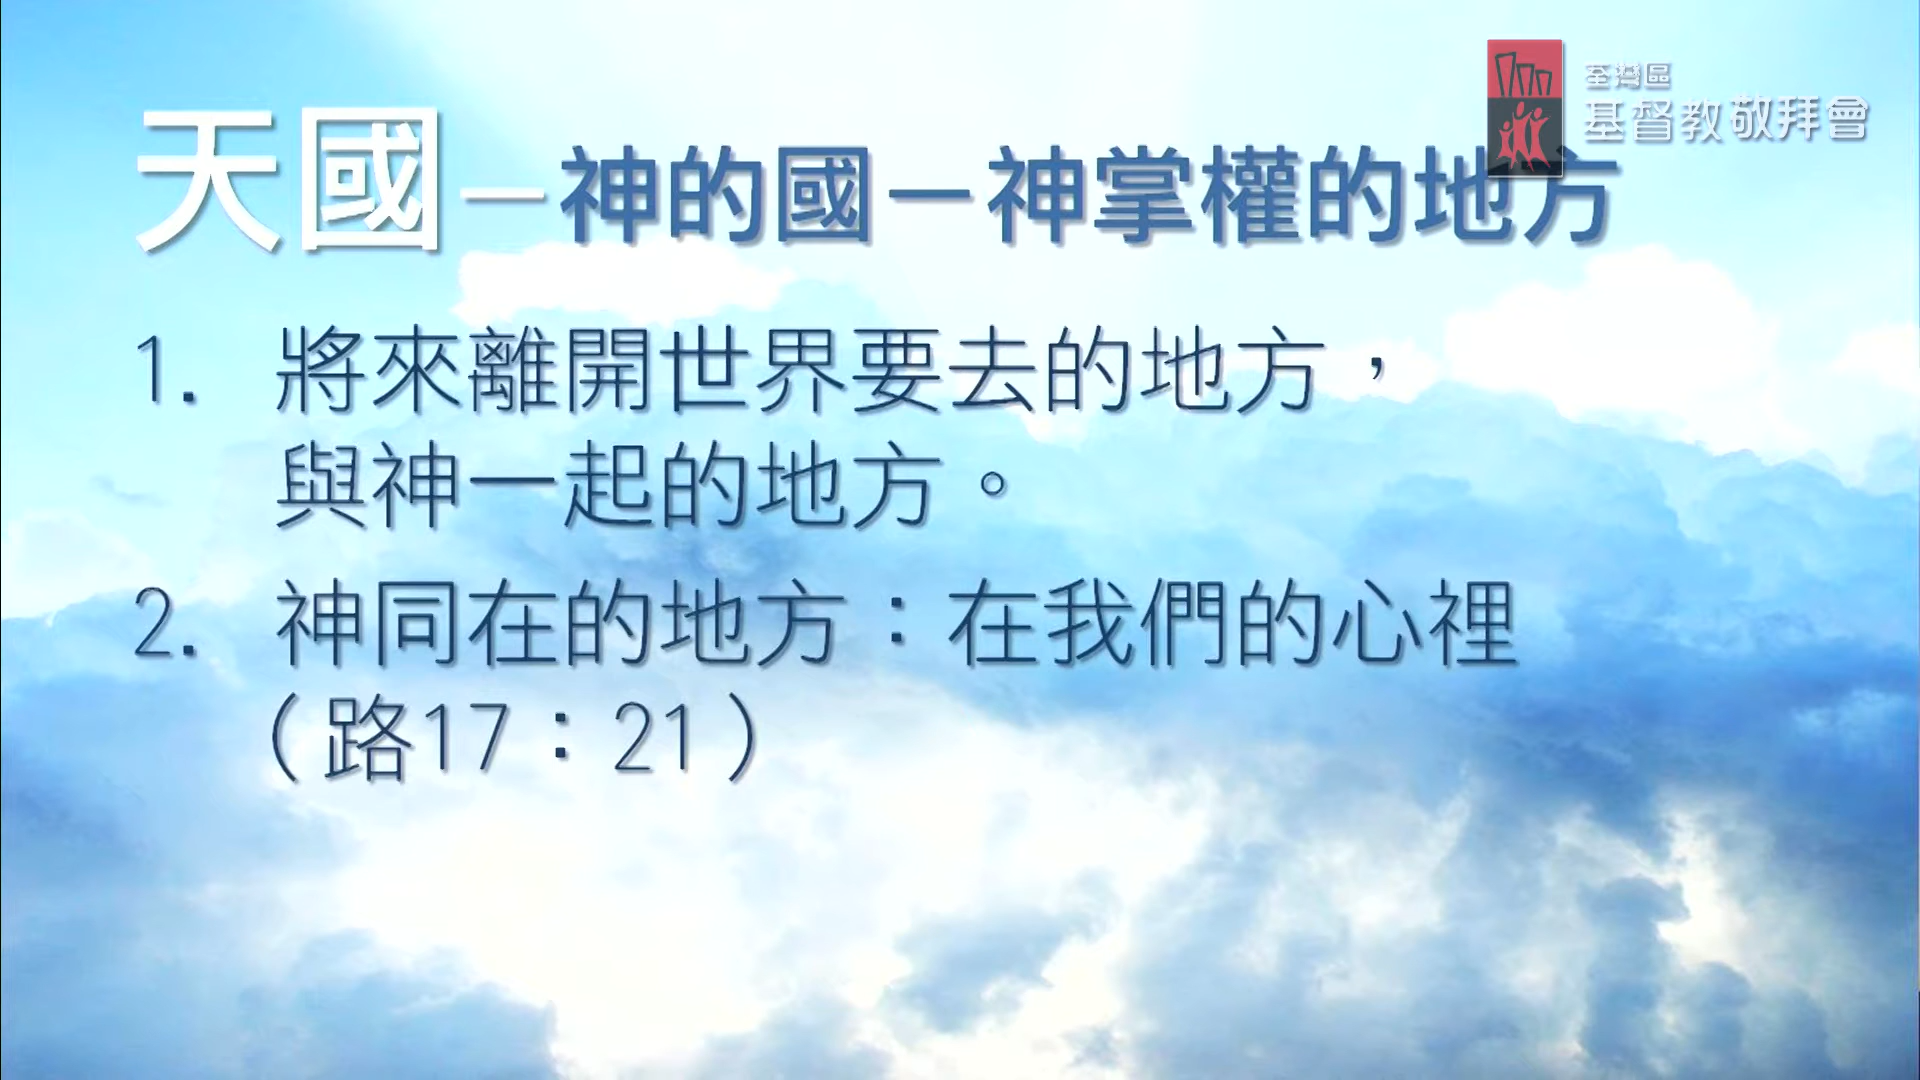 荃灣區
基督教敬拜會
天國－神的國－神掌權的地方
1. 將來離開世界要去的地方，
與神一起的地方。
2. 神同在的地方：在我們的心裡
（路17：21）